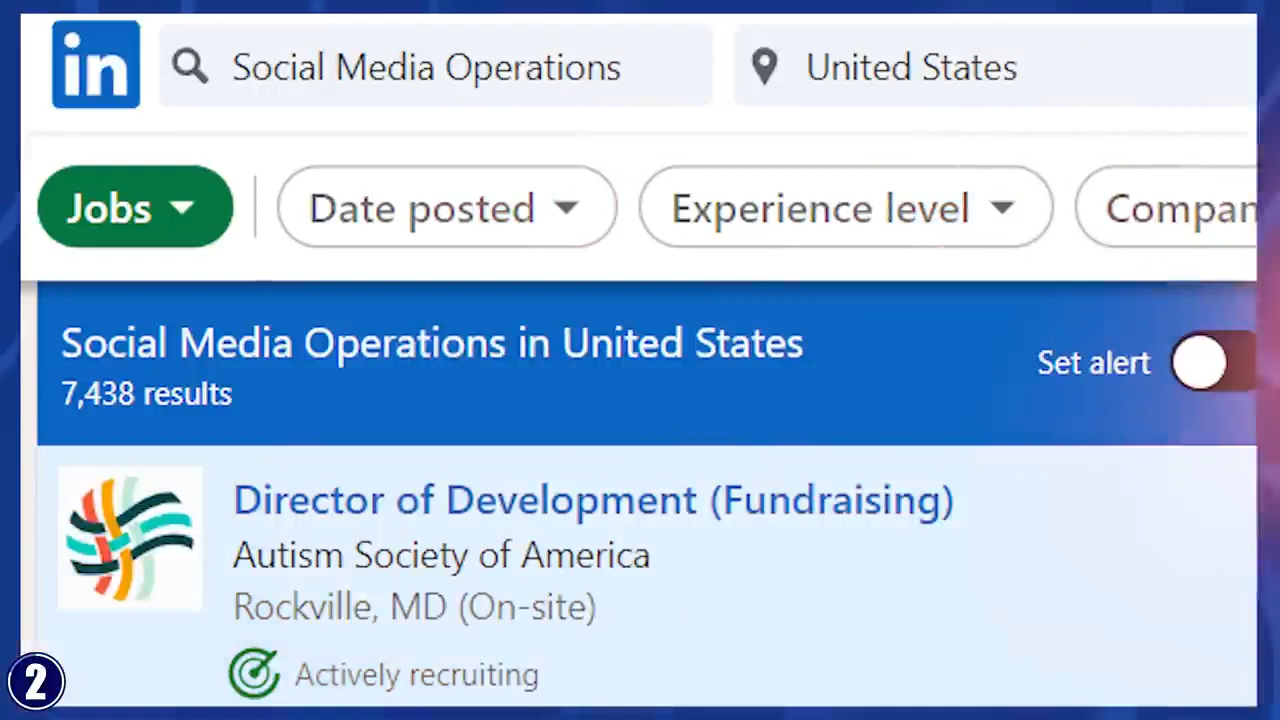 in
Social Media Operations
United States
Jobs
Date posted
Experience level
Compan
Social Media Operations in United States
7,438 results
Set alert
Director of Development (Fundraising)
Autism Society of America
Rockville, MD (On-site)
Actively recruiting
2